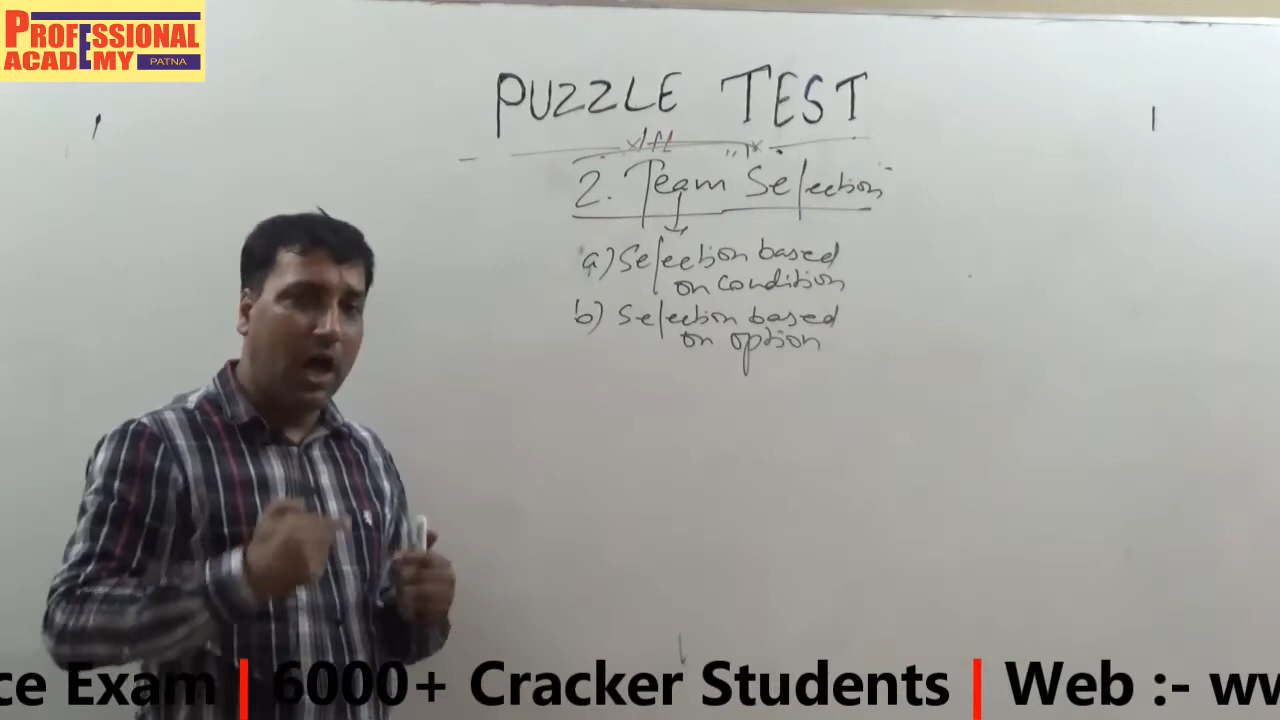 PROFESSIONAL
ACADEMY PATNA
PUZZLE TEST
2. Team Selection
a) Selection based
on condition
b) Selection based
on option
ce Exam | 6000+ Cracker Students | Web :- ww